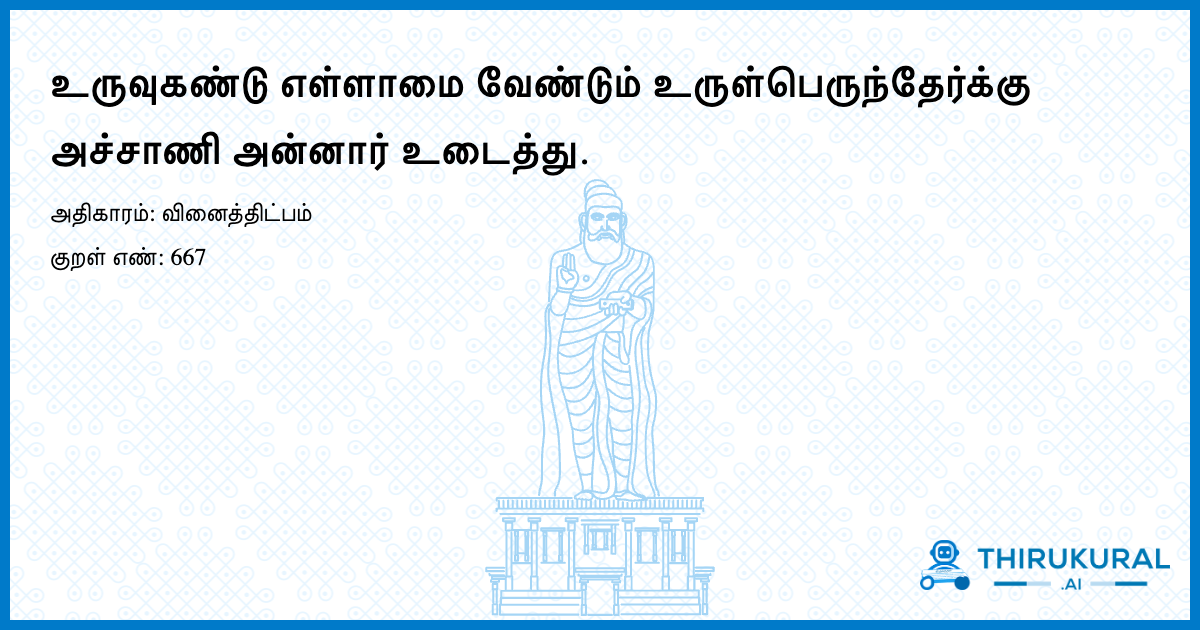 உருவுகண்டு எள்ளாமை வேண்டும் உருள்பெருந்தேர்க்கு
அச்சாணி அன்னார் உடைத்து.
அதிகாரம்: வினைத்திட்பம்
குறள் எண்: 667
THIRUKURAL
.AI